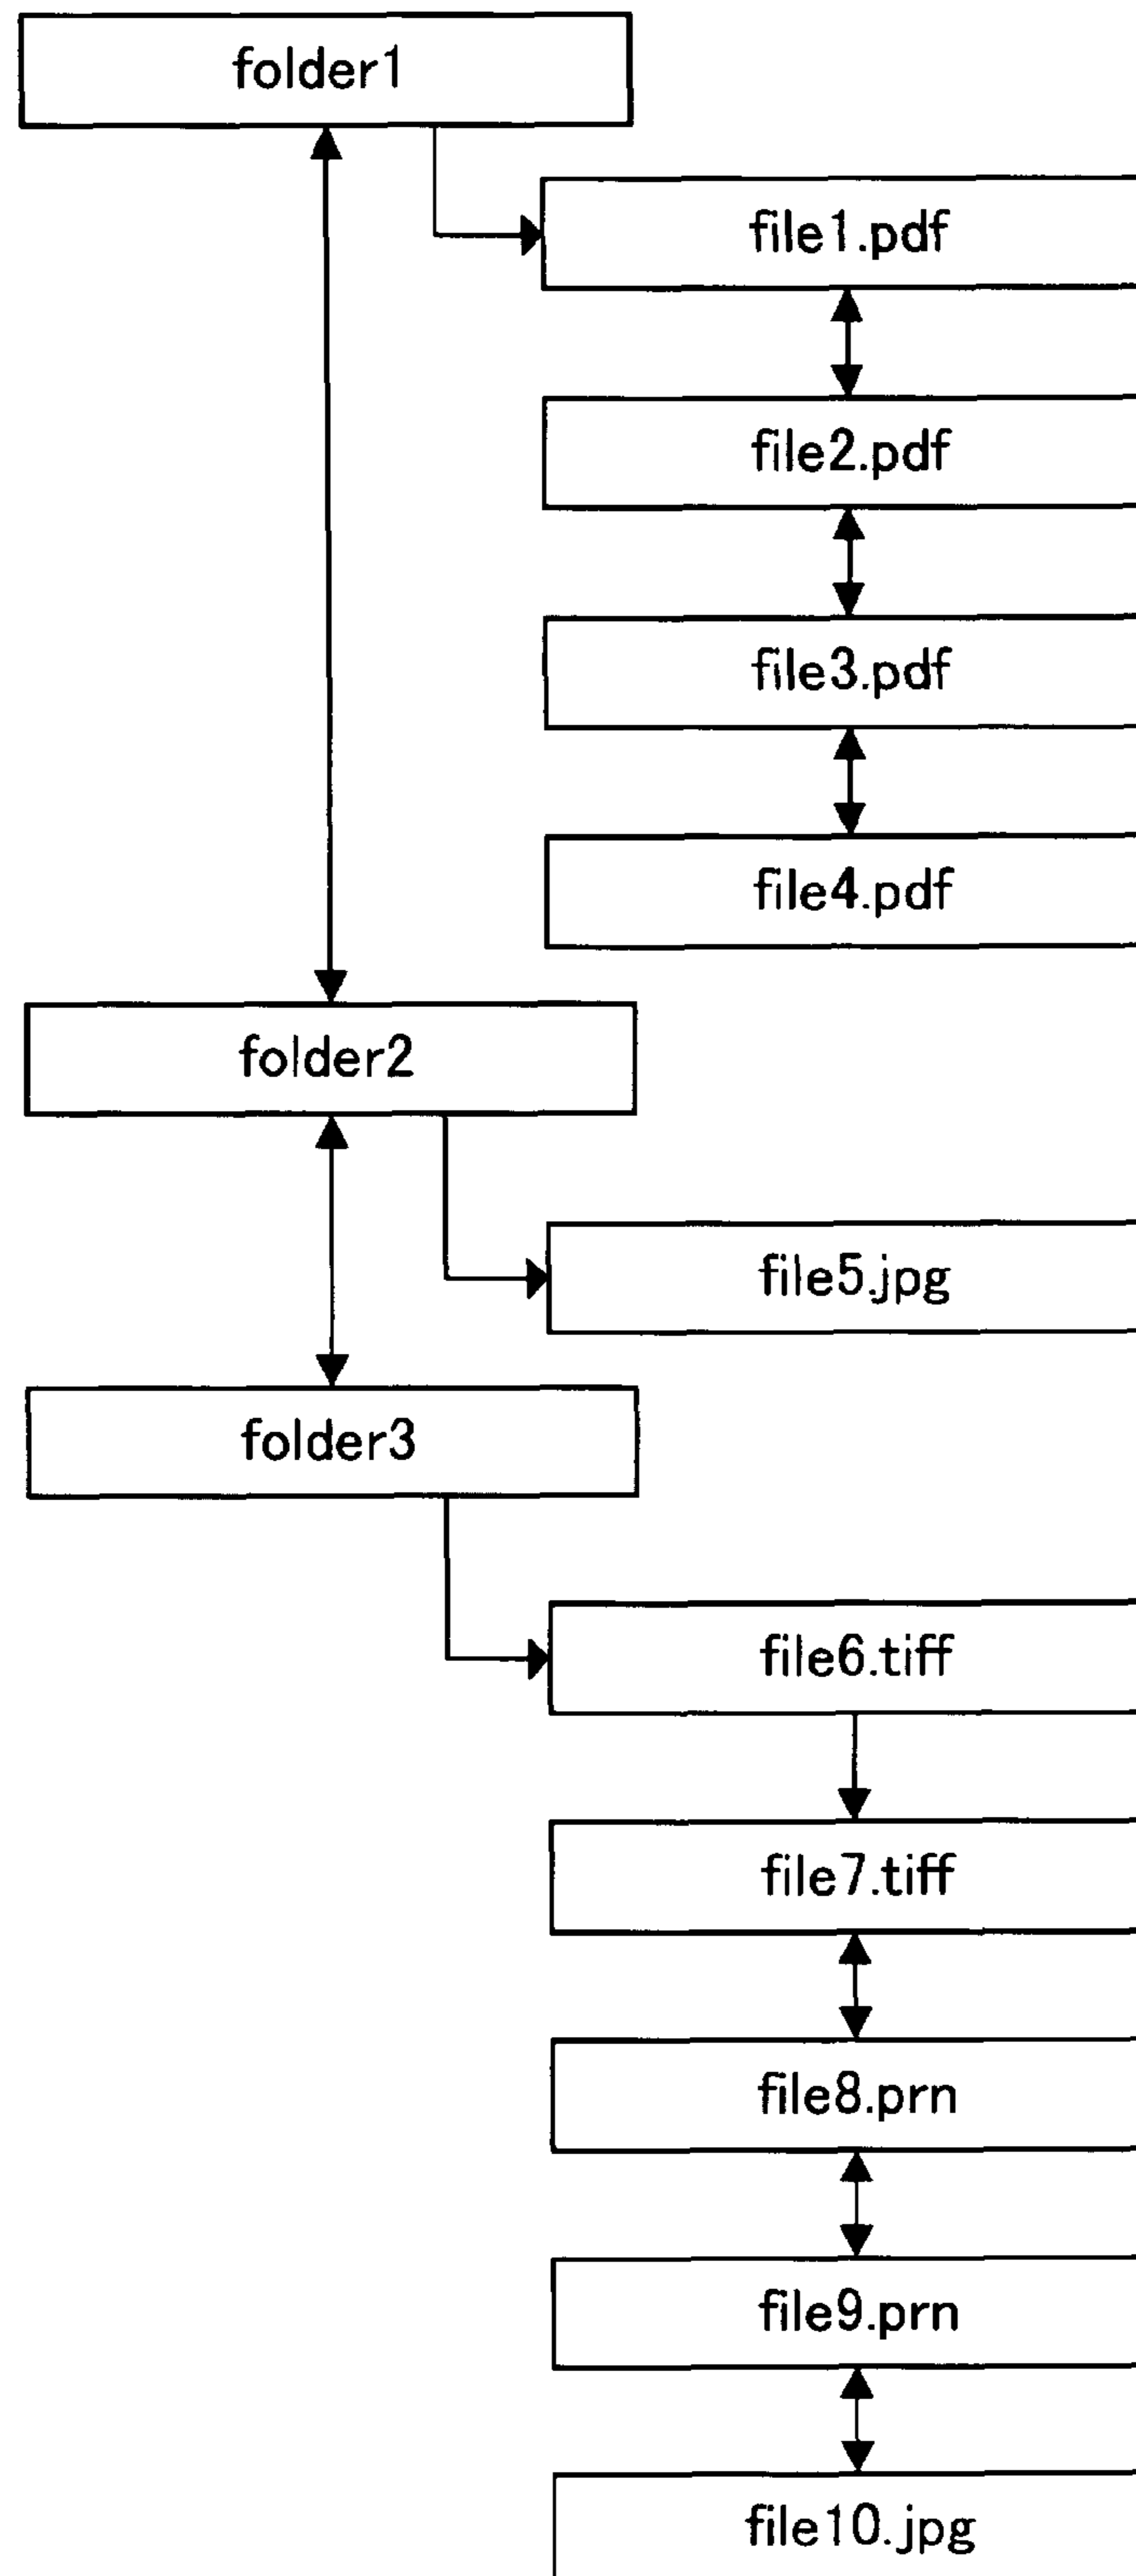 folder1
file1.pdf
file2.pdf
file3.pdf
file4.pdf
folder2
file5.jpg
folder3
file6.tiff
file7.tiff
file8.prn
file9.prn
file10.jpg